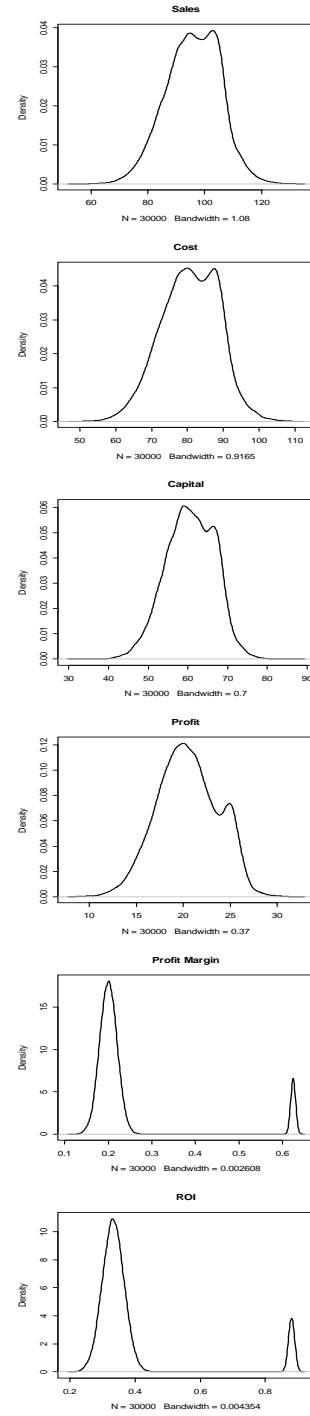 Sales
Density
0.00 0.01 0.02 0.03 0.04
60 80 100 120
N = 30000 Bandwidth = 1.08
Cost
Density
0.00 0.01 0.02 0.03 0.04
50 60 70 80 90 100 110
N = 30000 Bandwidth = 0.9165
Capital
Density
0.00 0.01 0.02 0.03 0.04 0.05 0.06
30 40 50 60 70 80 90
N = 30000 Bandwidth = 0.7
Profit
Density
0.00 0.02 0.04 0.06 0.08 0.10 0.12
10 15 20 25 30
N = 30000 Bandwidth = 0.37
Profit Margin
Density
0 5 10 15
0.1 0.2 0.3 0.4 0.5 0.6
N = 30000 Bandwidth = 0.002608
ROI
Density
0 2 4 6 8 10
0.2 0.4 0.6 0.8
N = 30000 Bandwidth = 0.004354